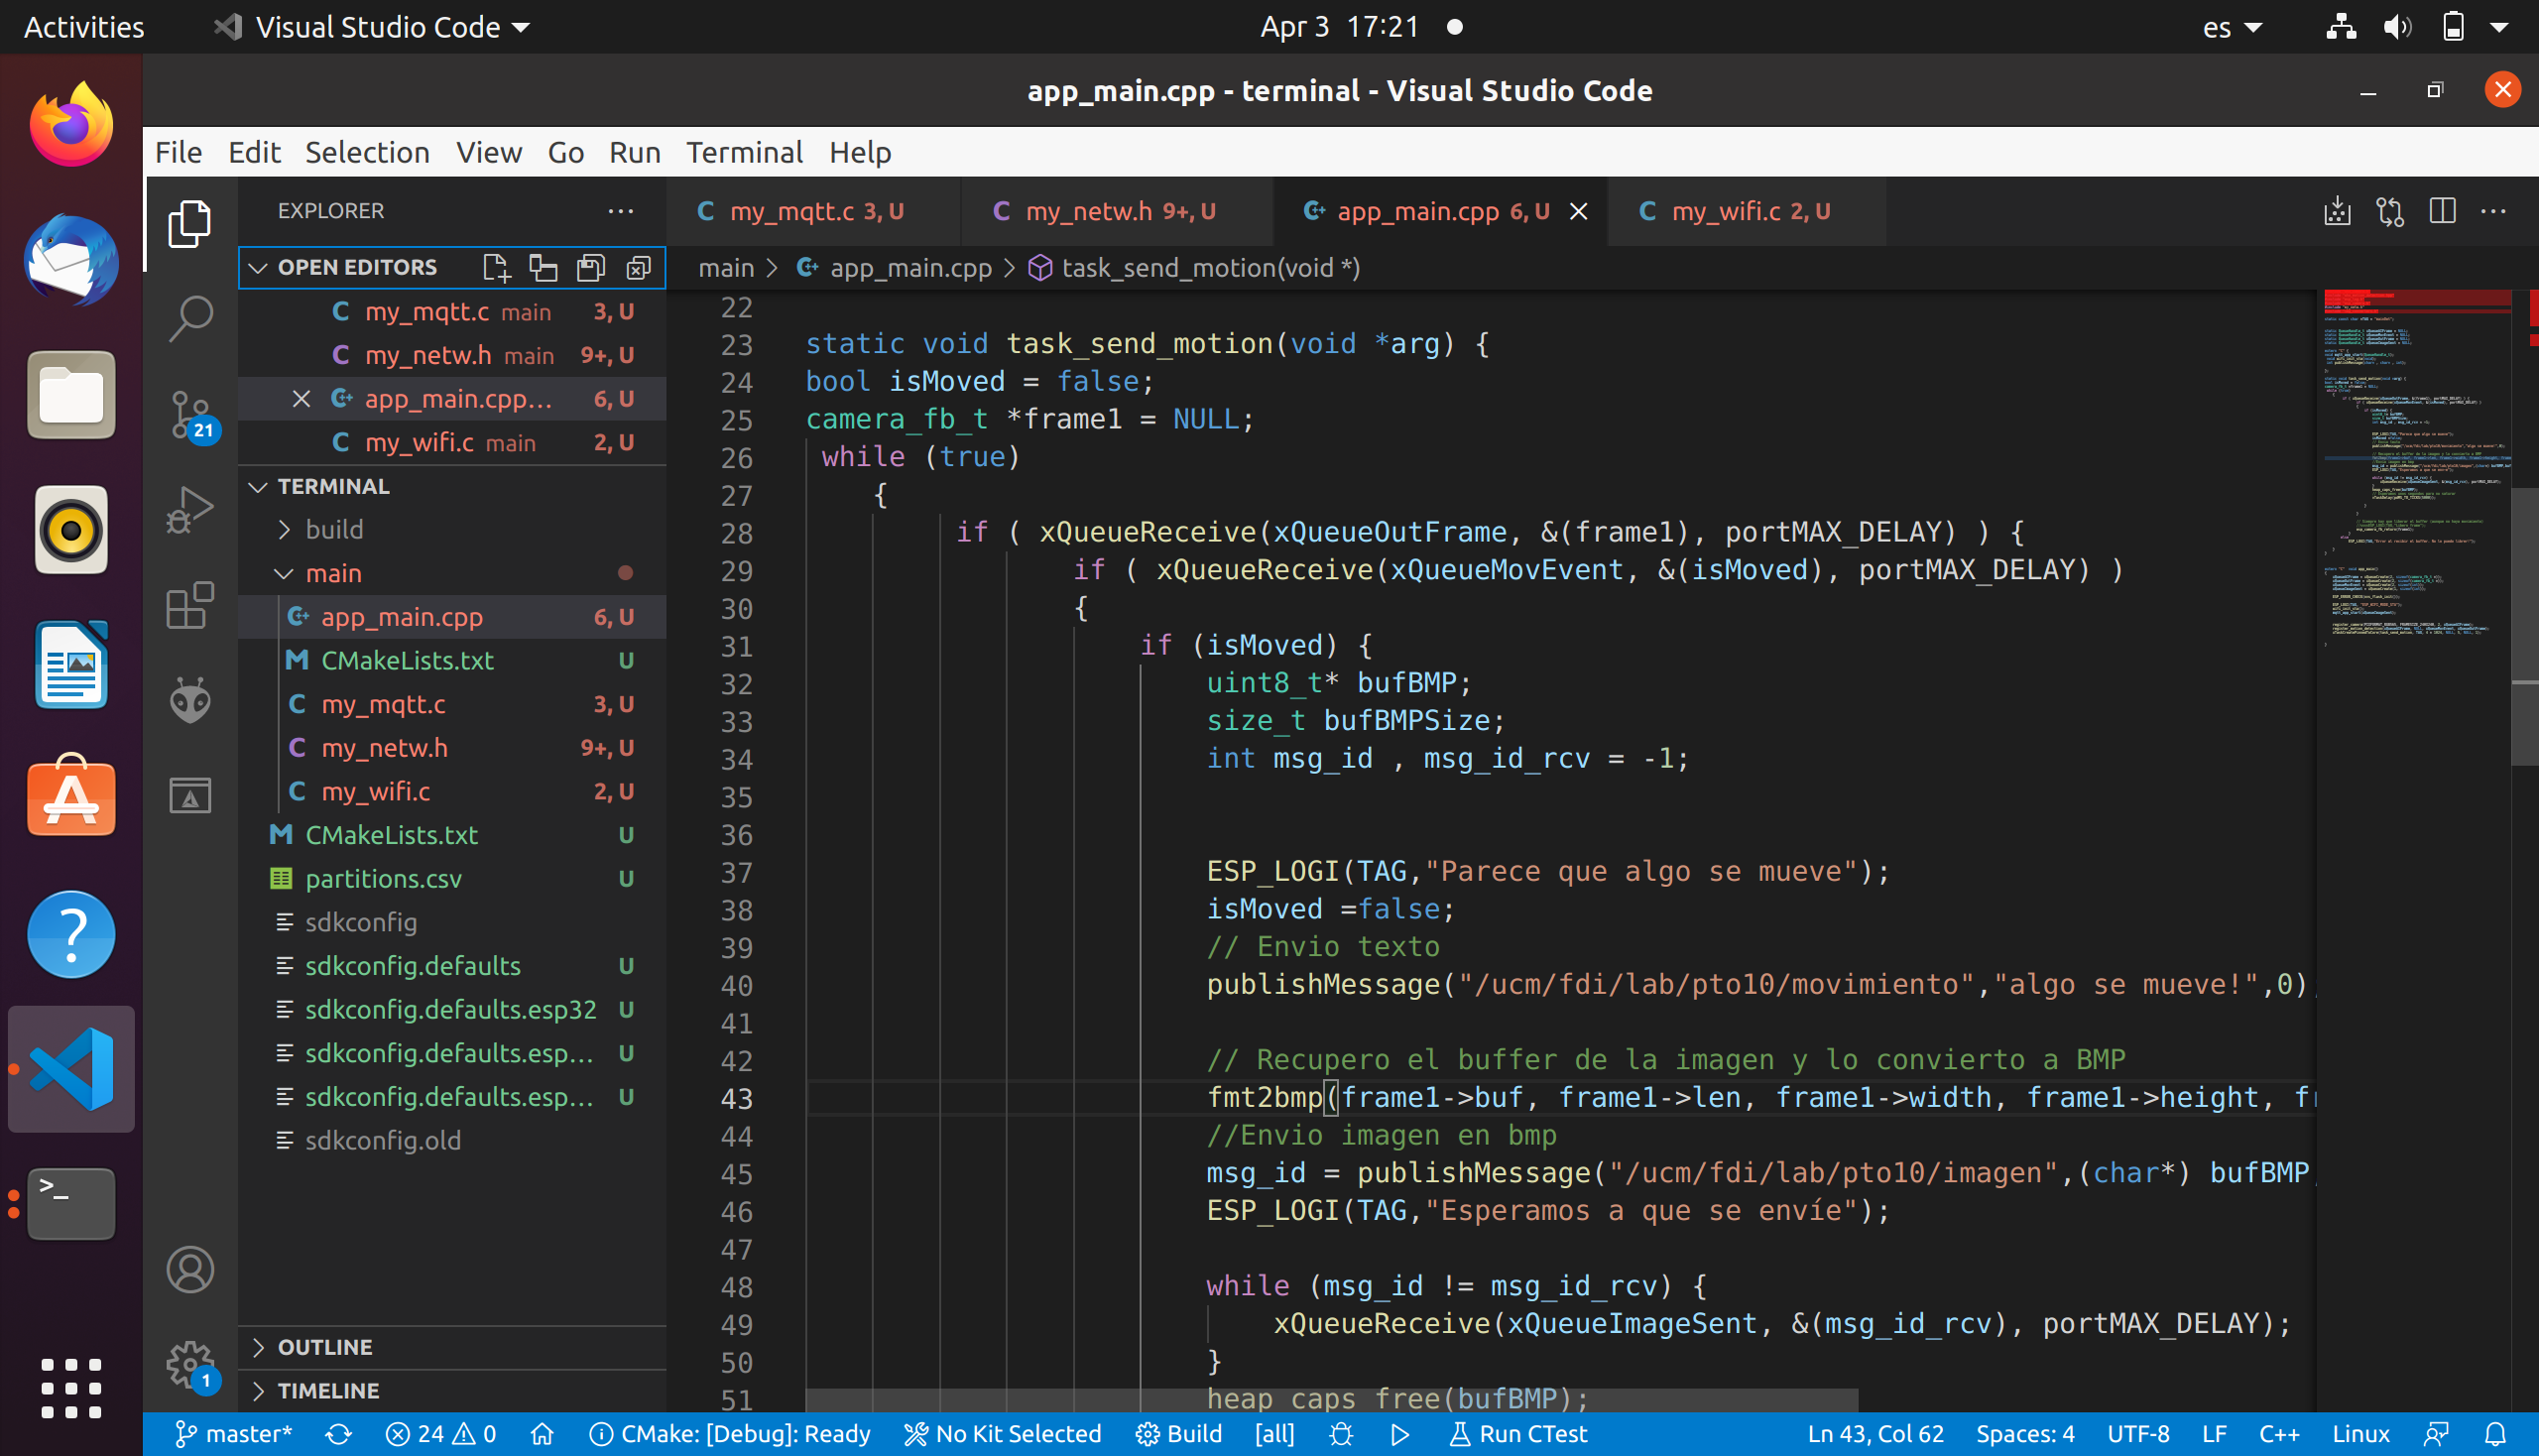 Activities
Visual Studio Code
Apr 3 17:21
es
app_main.cpp - terminal - Visual Studio Code
File Edit Selection View Go Run Terminal Help
EXPLORER
OPEN EDITORS
my_mqtt.c main 3, U
my_netw.h main 9+, U
app_main.cpp... 6, U
my_wifi.c main 2, U
TERMINAL
build
main
app_main.cpp 6, U
CMakeLists.txt U
my_mqtt.c 3, U
my_netw.h 9+, U
my_wifi.c 2, U
CMakeLists.txt U
partitions.csv U
sdkconfig
sdkconfig.defaults U
sdkconfig.defaults.esp32 U
sdkconfig.defaults.esp... U
sdkconfig.defaults.esp... U
sdkconfig.old
OUTLINE
TIMELINE
21
1
my_mqtt.c 3, U
my_netw.h 9+, U
app_main.cpp 6, U
my_wifi.c 2, U
main > app_main.cpp > task_send_motion(void *)
22
23 static void task_send_motion(void *arg) {
24 bool isMoved = false;
25 camera_fb_t *frame1 = NULL;
26 while (true)
27 {
28 if ( xQueueReceive(xQueueOutFrame, &(frame1), portMAX_DELAY) ) {
29 if ( xQueueReceive(xQueueMovEvent, &(isMoved), portMAX_DELAY) )
30 {
31 if (isMoved) {
32 uint8_t* bufBMP;
33 size_t bufBMPSize;
34 int msg_id , msg_id_rcv = -1;
35
36
37 ESP_LOGI(TAG,"Parece que algo se mueve");
38 isMoved =false;
39 // Envio texto
40 publishMessage("/ucm/fdi/lab/pto10/movimiento","algo se mueve!",0)
41
42 // Recupero el buffer de la imagen y lo convierto a BMP
43 fmt2bmp(frame1->buf, frame1->len, frame1->width, frame1->height, fr
44 //Envio imagen en bmp
45 msg_id = publishMessage("/ucm/fdi/lab/pto10/imagen",(char*) bufBMP,
46 ESP_LOGI(TAG,"Esperamos a que se envíe");
47
48 while (msg_id != msg_id_rcv) {
49 xQueueReceive(xQueueImageSent, &(msg_id_rcv), portMAX_DELAY);
50 }
51 heap_caps_free(bufBMP);
master* 24 0 CMake: [Debug]: Ready No Kit Selected Build [all] Run CTest Ln 43, Col 62 Spaces: 4 UTF-8 LF C++ Linux